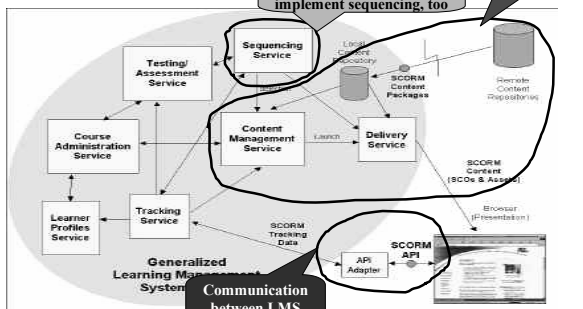 implement sequencing, too
Sequencing
Service
Testing/
Assessment
Service
Local
Content
Repository
SCORM
Content
Packages
Remote
Content
Repositories
Course
Administration
Service
Content
Management
Service
Launch
Delivery
Service
SCORM
Content
(SCOs & Assets)
Learner
Profiles
Service
Tracking
Service
SCORM
Tracking
Data
Browser
(Presentation)
API
Adapter
SCORM
API
Generalized
Learning Management
System
Communication
between LMS